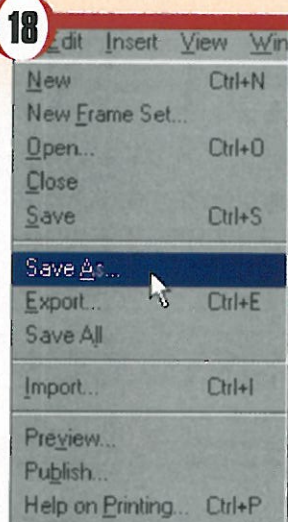 18
Edit Insert View Win
New Ctrl+N
New Frame Set...
Open... Ctrl+O
Close
Save Ctrl+S
Save As...
Export... Ctrl+E
Save All
Import... Ctrl+I
Preview...
Publish...
Help on Printing... Ctrl+P